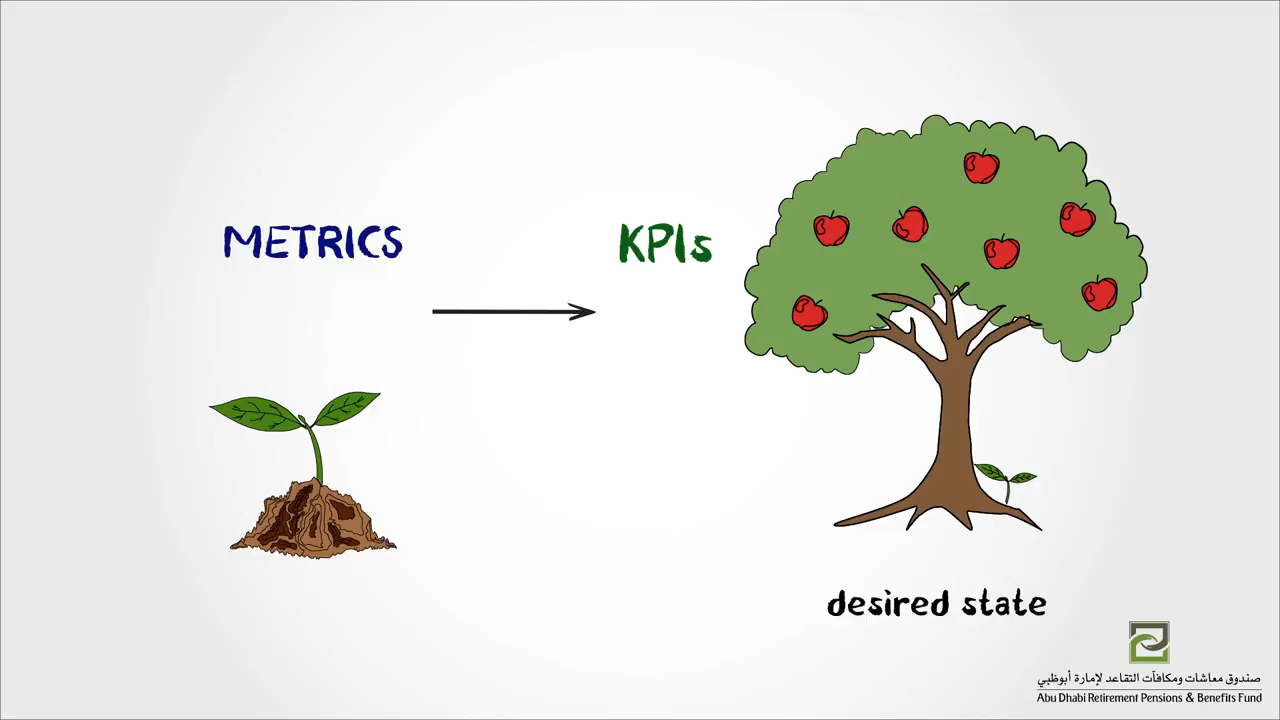 METRICS
KPIs
desired state
صندوق معاشات ومكافآت التقاعد لإمارة أبوظبي
Abu Dhabi Retirement Pensions & Benefits Fund